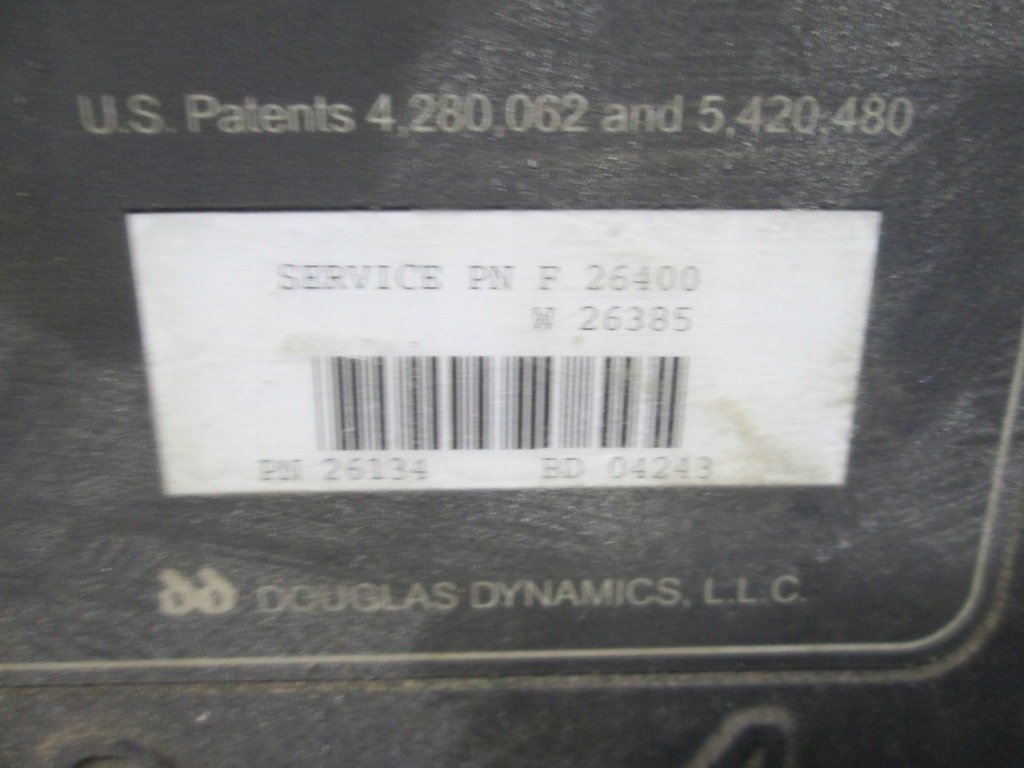 U.S. Patents 4,280,062 and 5,420,480
SERVICE PN F 26400
W 26385
PN 26134 BD 04243
DOUGLAS DYNAMICS, L.L.C.